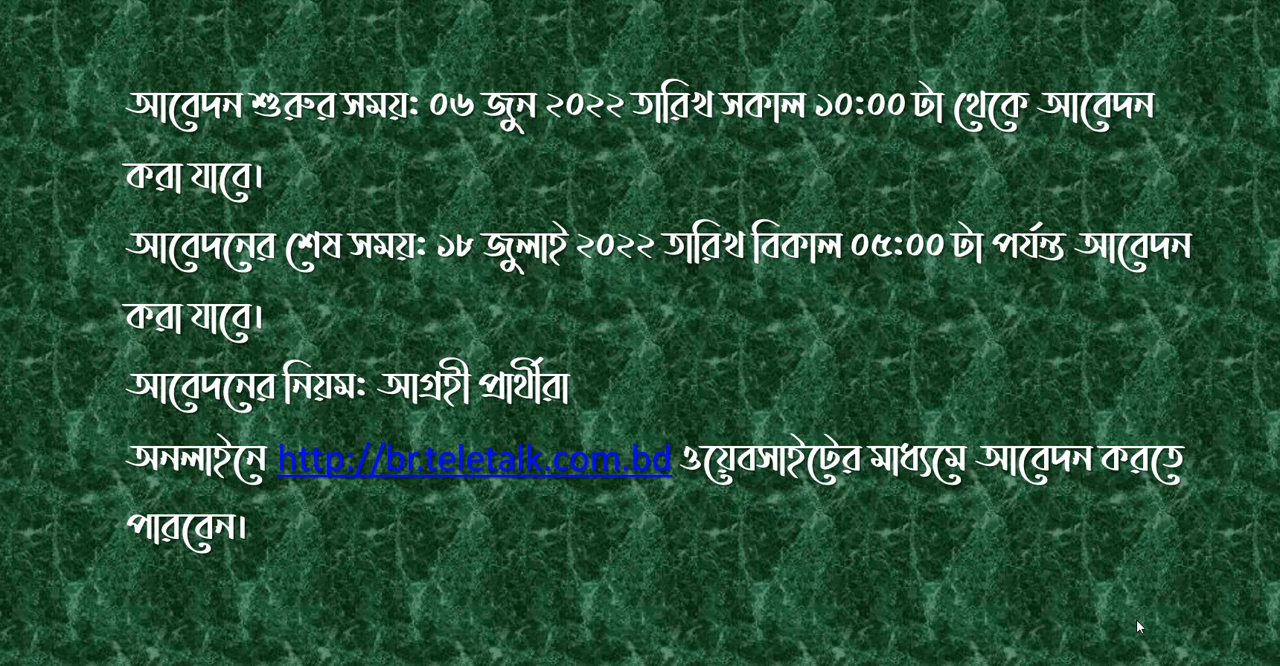 আবেদন শুরুর সময়: ০৬ জুন ২০২২ তারিখ সকাল ১০:০০ টা থেকে আবেদন
করা যাবে।
আবেদনের শেষ সময়: ১৮ জুলাই ২০২২ তারিখ বিকাল ০৫:০০ টা পর্যন্ত আবেদন
করা যাবে।
আবেদনের নিয়ম: আগ্রহী প্রার্থীরা
অনলাইনে http://br.teletalk.com.bd ওয়েবসাইটের মাধ্যমে আবেদন করতে
পারবেন।